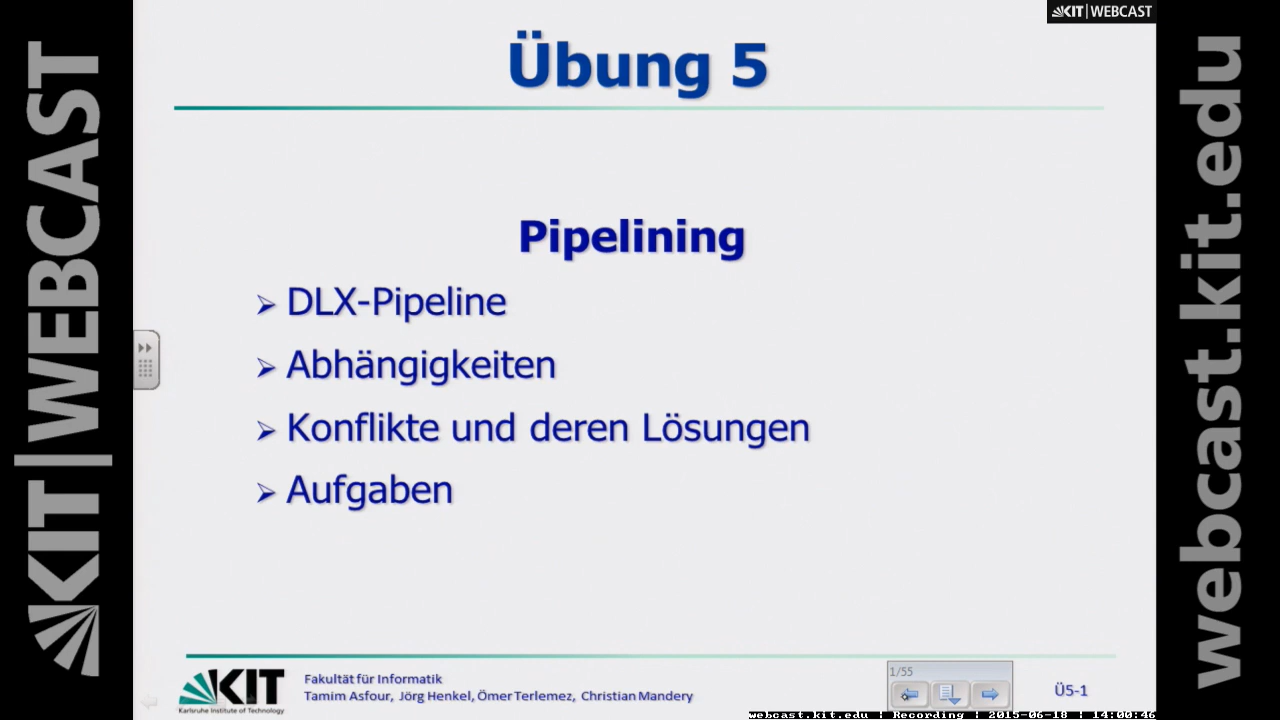 KIT | WEBCAST
Übung 5
Pipelining
DLX-Pipeline
Abhängigkeiten
Konflikte und deren Lösungen
Aufgaben
KIT
Karlsruhe Institute of Technology
Fakultät für Informatik
Tamim Asfour, Jörg Henkel, Ömer Terlemez, Christian Mandery
1/55
Ü5-1
webcast.kit.edu | Recording | 2015-06-18 | 14:00:46
KIT | WEBCAST
webcast.kit.edu